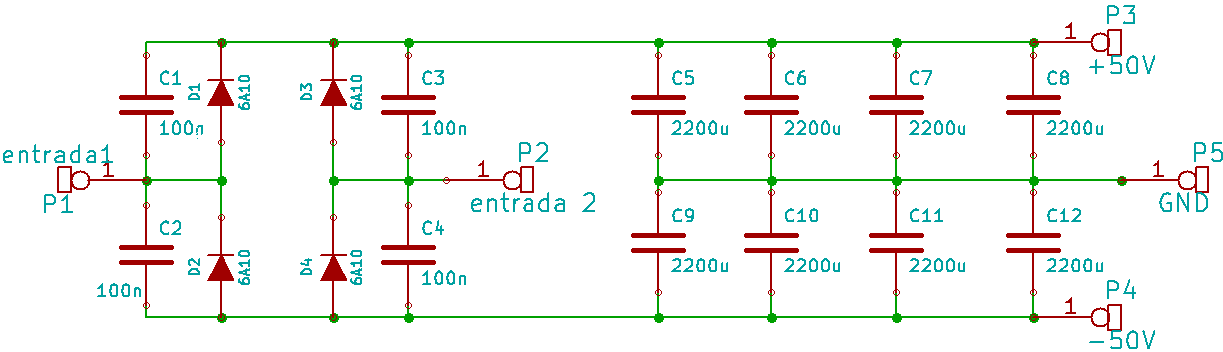 P3
1
+50V
C1
D1
6A10
D3
6A10
C3
C5
C6
C7
C8
100n
100n
2200u
2200u
2200u
2200u
entrada1
1
P1
P2
1
entrada 2
P5
1
GND
C2
D2
6A10
D4
6A10
C4
C9
C10
C11
C12
100n
100n
2200u
2200u
2200u
2200u
P4
1
-50V